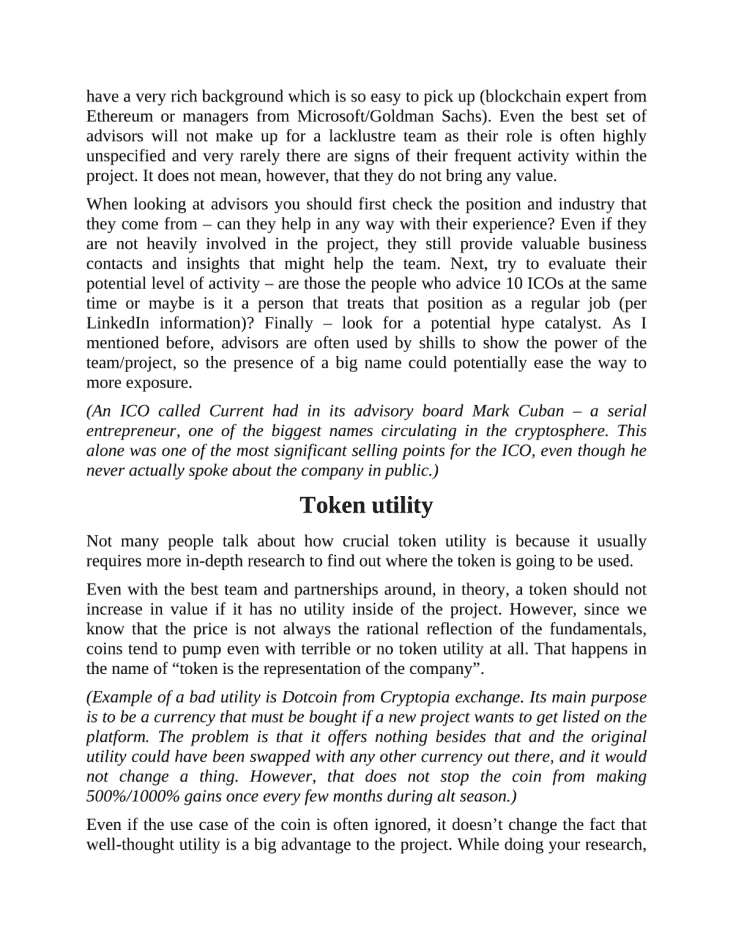 have a very rich background which is so easy to pick up (blockchain expert from
Ethereum or managers from Microsoft/Goldman Sachs). Even the best set of
advisors will not make up for a lacklustre team as their role is often highly
unspecified and very rarely there are signs of their frequent activity within the
project. It does not mean, however, that they do not bring any value.
When looking at advisors you should first check the position and industry that
they come from – can they help in any way with their experience? Even if they
are not heavily involved in the project, they still provide valuable business
contacts and insights that might help the team. Next, try to evaluate their
potential level of activity – are those the people who advice 10 ICOs at the same
time or maybe is it a person that treats that position as a regular job (per
LinkedIn information)? Finally – look for a potential hype catalyst. As I
mentioned before, advisors are often used by shills to show the power of the
team/project, so the presence of a big name could potentially ease the way to
more exposure.
(An ICO called Current had in its advisory board Mark Cuban – a serial
entrepreneur, one of the biggest names circulating in the cryptosphere. This
alone was one of the most significant selling points for the ICO, even though he
never actually spoke about the company in public.)
Token utility
Not many people talk about how crucial token utility is because it usually
requires more in-depth research to find out where the token is going to be used.
Even with the best team and partnerships around, in theory, a token should not
increase in value if it has no utility inside of the project. However, since we
know that the price is not always the rational reflection of the fundamentals,
coins tend to pump even with terrible or no token utility at all. That happens in
the name of “token is the representation of the company”.
(Example of a bad utility is Dotcoin from Cryptopia exchange. Its main purpose
is to be a currency that must be bought if a new project wants to get listed on the
platform. The problem is that it offers nothing besides that and the original
utility could have been swapped with any other currency out there, and it would
not change a thing. However, that does not stop the coin from making
500%/1000% gains once every few months during alt season.)
Even if the use case of the coin is often ignored, it doesn’t change the fact that
well-thought utility is a big advantage to the project. While doing your research,